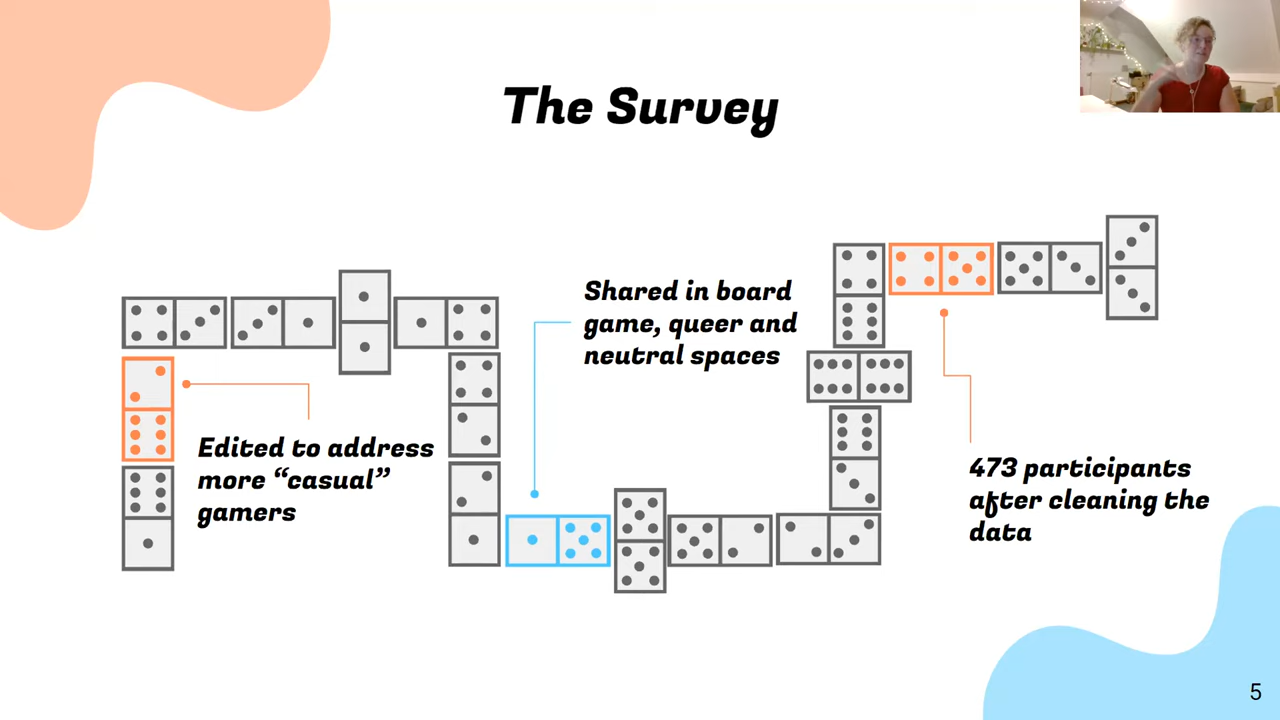 The Survey
Shared in board
game, queer and
neutral spaces
Edited to address
more “casual”
gamers
473 participants
after cleaning the
data
5